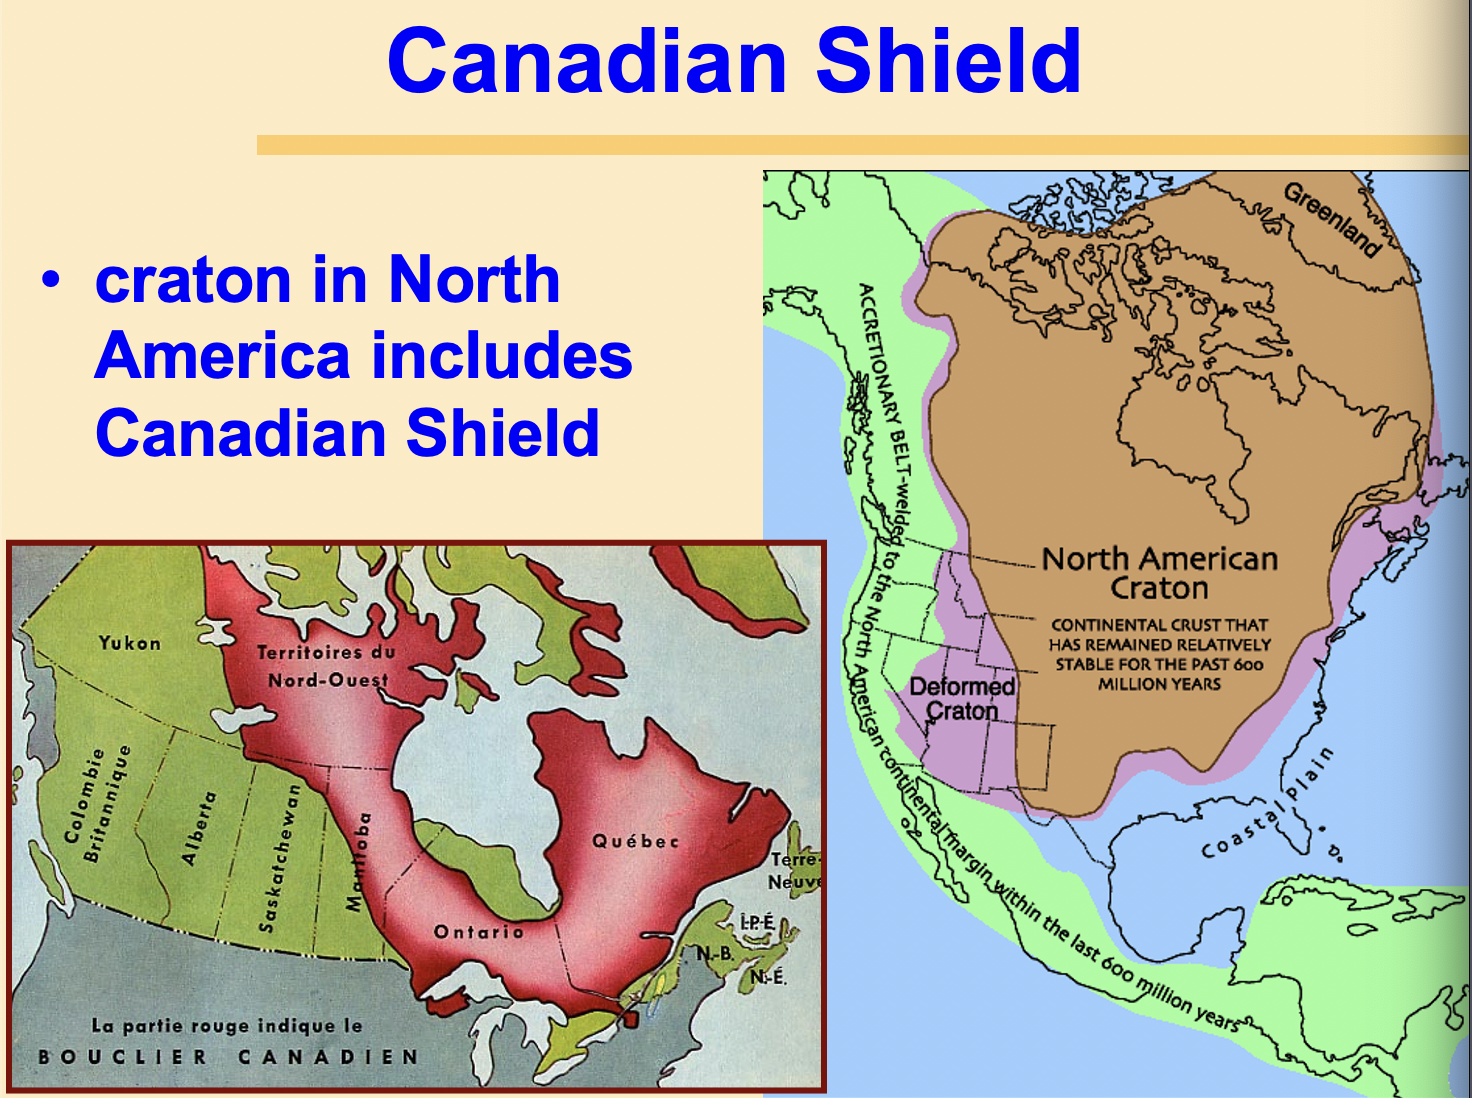 Canadian Shield
• craton in North
America includes
Canadian Shield
Greenland
ACCRETIONARY BELT-welded to the North American continental margin within the last 600 million years
North American
Craton
CONTINENTAL CRUST THAT
HAS REMAINED RELATIVELY
STABLE FOR THE PAST 600
MILLION YEARS
Deformed
Craton
Coastal Plain
Yukon
Territoires du
Nord-Ouest
Colombie
Britannique
Alberta
Saskatchewan
Manitoba
Ontario
Québec
Terre-
Neuve
I.-P.-É.
N.-B.
N.-É.
La partie rouge indique le
BOUCLIER CANADIEN